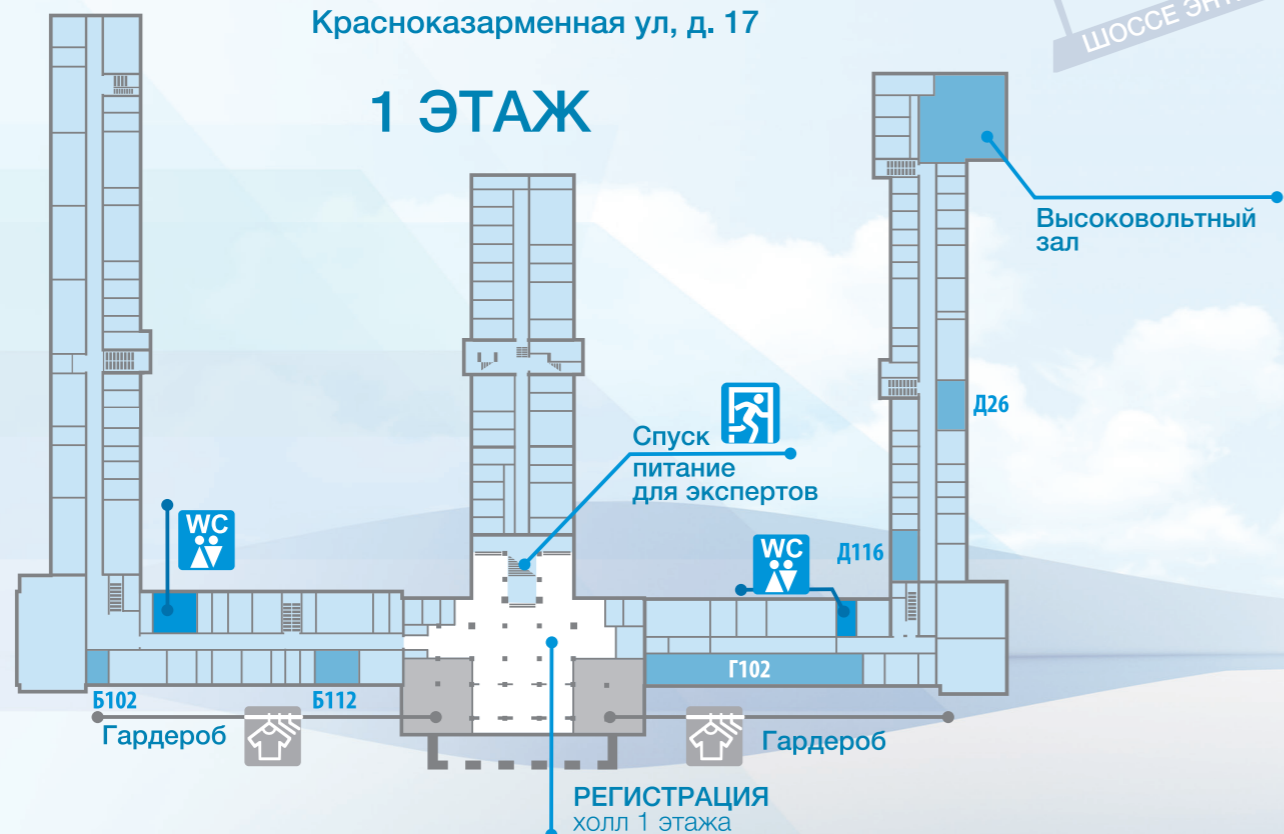 Красноказарменная ул, д. 17
ШОССЕ
1 ЭТАЖ
Высоковольтный
зал
Д26
Спуск
питание
для экспертов
WC
WC
Д116
Г102
Б102
Б112
Гардероб
Гардероб
РЕГИСТРАЦИЯ
холл 1 этажа